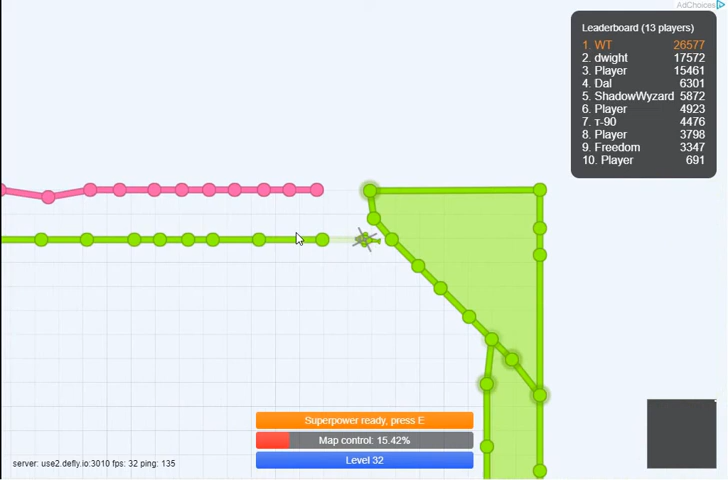 AdChoices
Leaderboard (13 players)
1. WT 26577
2. dwight 17572
3. Player 15461
4. Dal 6301
5. ShadowWyzard 5872
6. Player 4923
7. т-90 4476
8. Player 3798
9. Freedom 3347
10. Player 691
Superpower ready, press E
Map control: 15.42%
Level 32
server: use2.defly.io:3010 fps: 32 ping: 135